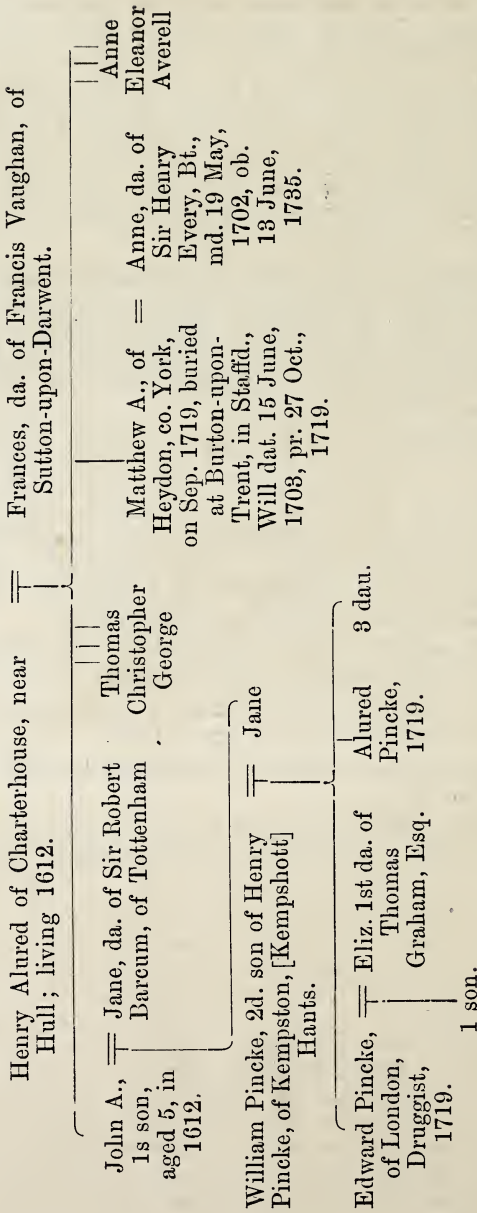 Henry Alured of Charterhouse, near
Hull; living 1612.
Frances, da. of Francis Vaughan, of
Sutton-upon-Darwent.
John A.,
1s son,
aged 5, in
1612.
Jane, da. of Sir Robert
Barcum, of Tottenham
Thomas
Christopher
George
Matthew A., of
Heydon, co. York,
on Sep. 1719, buried
at Burton-upon-
Trent, in Staffd.,
Will dat. 15 June,
1703, pr. 27 Oct.,
1719.
Anne, da. of
Sir Henry
Every, Bt.,
md. 19 May,
1702, ob.
13 June,
1735.
Anne
Eleanor
Averell
William Pincke, 2d. son of Henry
Pincke, of Kempston, [Kempshott]
Hants.
Jane
Edward Pincke,
of London,
Druggist,
1719.
Eliz. 1st da. of
Thomas
Graham, Esq.
Alured
Pincke,
1719.
3 dau.
1 son.